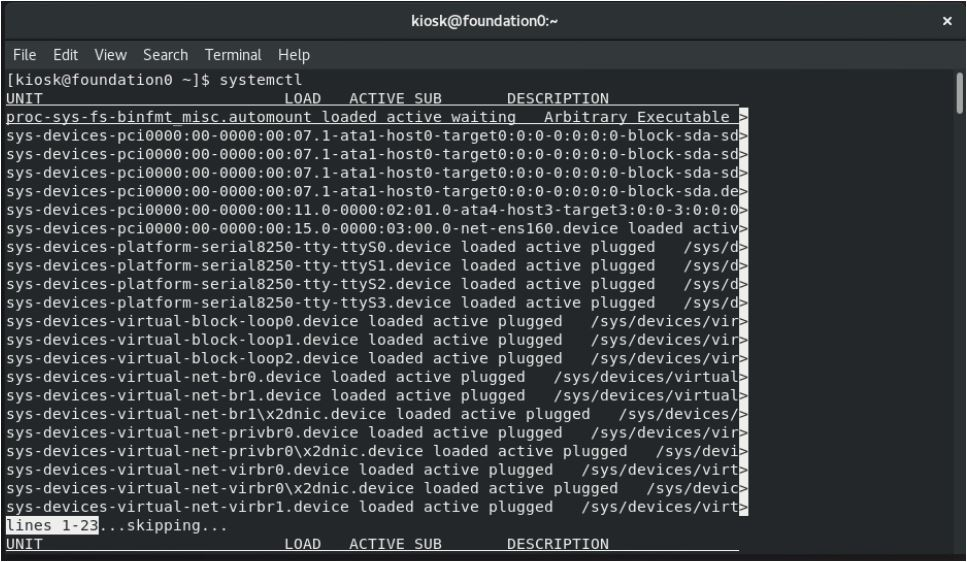 kiosk@foundation0:~ ×
File Edit View Search Terminal Help
[kiosk@foundation0 ~]$ systemctl
UNIT LOAD ACTIVE SUB DESCRIPTION
proc-sys-fs-binfmt_misc.automount loaded active waiting Arbitrary Executable >
sys-devices-pci0000:00-0000:00:07.1-ata1-host0-target0:0:0-0:0:0:0-block-sda-sd>
sys-devices-pci0000:00-0000:00:07.1-ata1-host0-target0:0:0-0:0:0:0-block-sda-sd>
sys-devices-pci0000:00-0000:00:07.1-ata1-host0-target0:0:0-0:0:0:0-block-sda-sd>
sys-devices-pci0000:00-0000:00:07.1-ata1-host0-target0:0:0-0:0:0:0-block-sda.de>
sys-devices-pci0000:00-0000:00:11.0-0000:02:01.0-ata4-host3-target3:0:0-3:0:0:0>
sys-devices-pci0000:00-0000:00:15.0-0000:03:00.0-net-ens160.device loaded activ>
sys-devices-platform-serial8250-tty-ttyS0.device loaded active plugged /sys/d>
sys-devices-platform-serial8250-tty-ttyS1.device loaded active plugged /sys/d>
sys-devices-platform-serial8250-tty-ttyS2.device loaded active plugged /sys/d>
sys-devices-platform-serial8250-tty-ttyS3.device loaded active plugged /sys/d>
sys-devices-virtual-block-loop0.device loaded active plugged /sys/devices/vir>
sys-devices-virtual-block-loop1.device loaded active plugged /sys/devices/vir>
sys-devices-virtual-block-loop2.device loaded active plugged /sys/devices/vir>
sys-devices-virtual-net-br0.device loaded active plugged /sys/devices/virtual>
sys-devices-virtual-net-br1.device loaded active plugged /sys/devices/virtual>
sys-devices-virtual-net-br1\x2dnic.device loaded active plugged /sys/devices/>
sys-devices-virtual-net-privbr0.device loaded active plugged /sys/devices/vir>
sys-devices-virtual-net-privbr0\x2dnic.device loaded active plugged /sys/devi>
sys-devices-virtual-net-virbr0.device loaded active plugged /sys/devices/virt>
sys-devices-virtual-net-virbr0\x2dnic.device loaded active plugged /sys/devic>
sys-devices-virtual-net-virbr1.device loaded active plugged /sys/devices/virt>
lines 1-23...skipping...
UNIT LOAD ACTIVE SUB DESCRIPTION